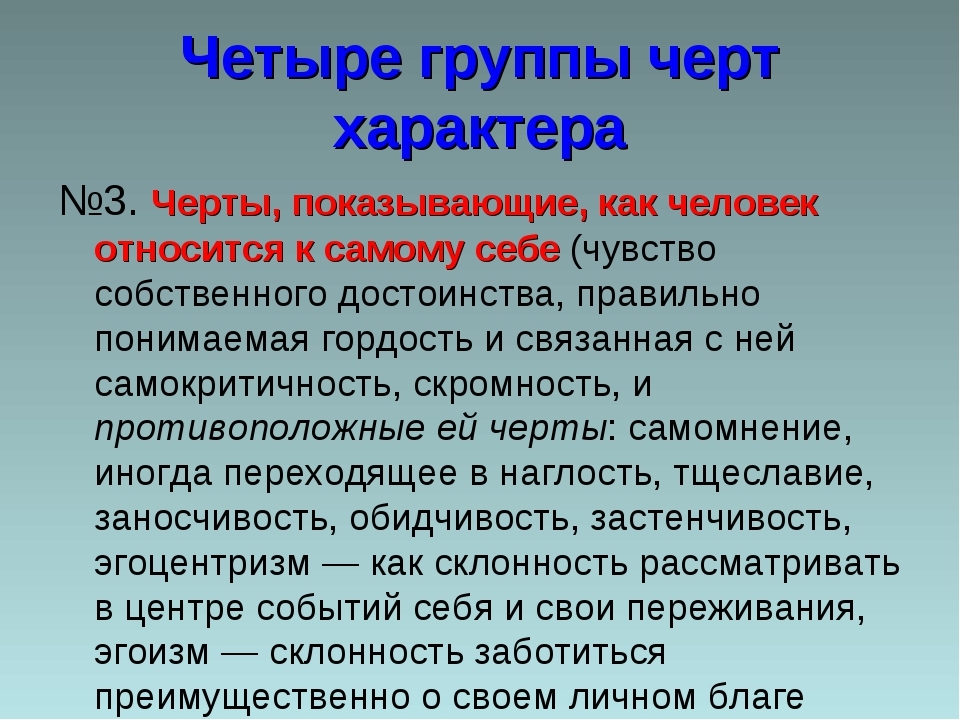 Четыре группы черт
характера
№3. Черты, показывающие, как человек
относится к самому себе (чувство
собственного достоинства, правильно
понимаемая гордость и связанная с ней
самокритичность, скромность, и
противоположные ей черты: самомнение,
иногда переходящее в наглость, тщеславие,
заносчивость, обидчивость, застенчивость,
эгоцентризм — как склонность рассматривать
в центре событий себя и свои переживания,
эгоизм — склонность заботиться
преимущественно о своем личном благе